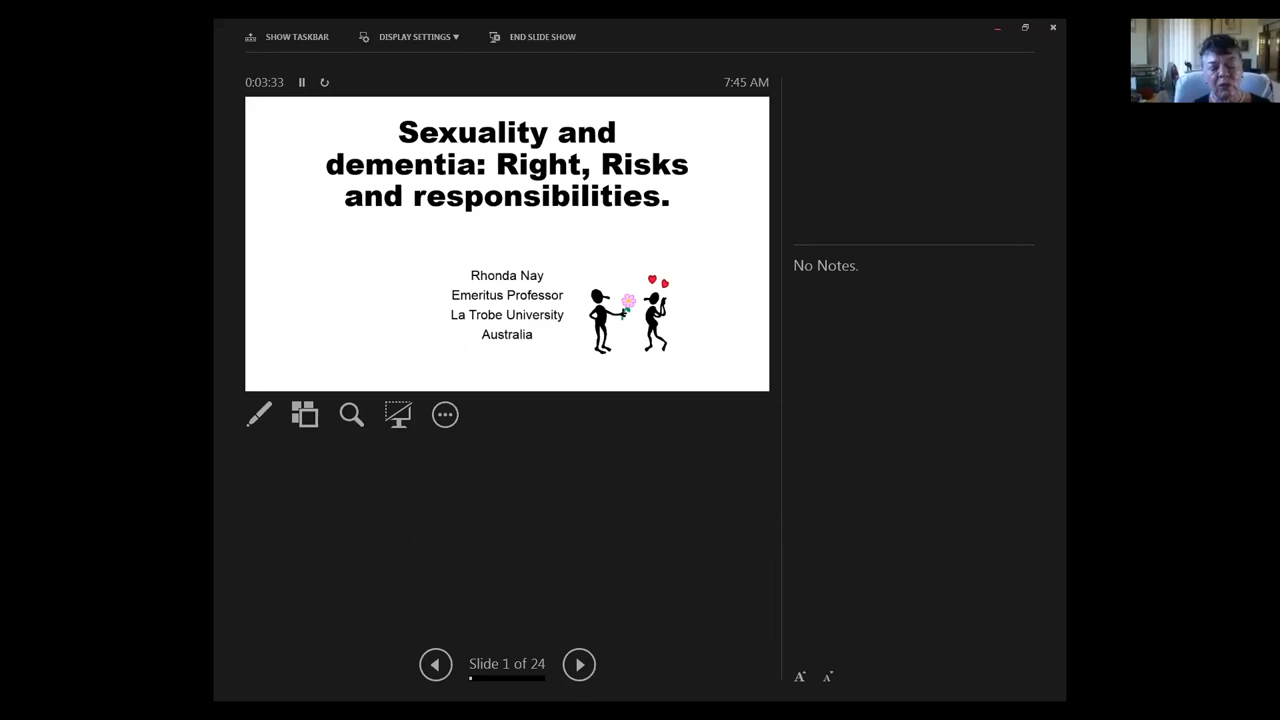 SHOW TASKBAR
DISPLAY SETTINGS ▼
END SLIDE SHOW
0:03:33
7:45 AM
Sexuality and
dementia: Right, Risks
and responsibilities.
Rhonda Nay
Emeritus Professor
La Trobe University
Australia
No Notes.
Slide 1 of 24
A A